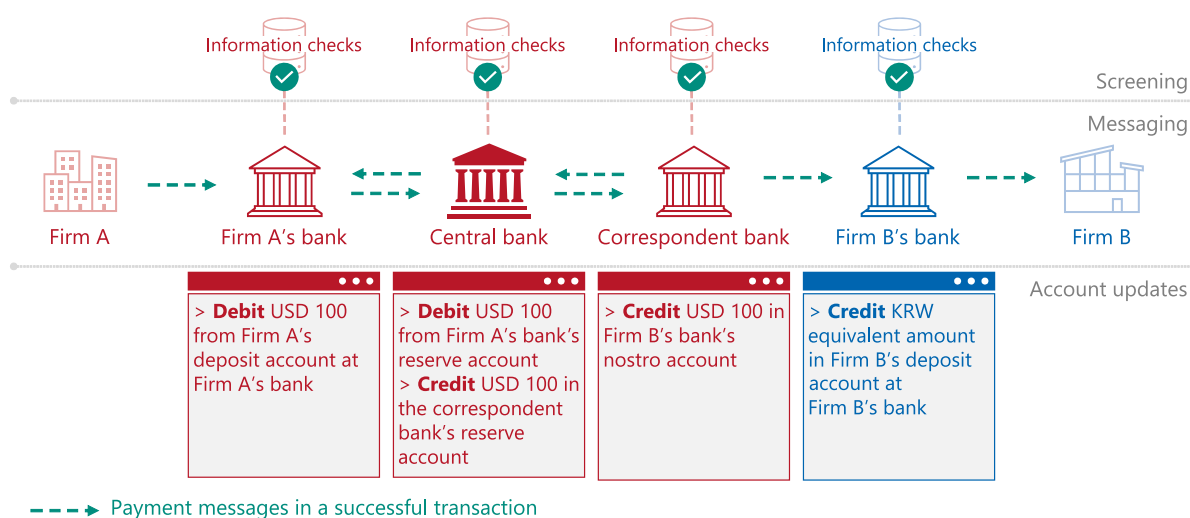 Information checks
Information checks
Information checks
Information checks
Screening
Messaging
Firm A
Firm A’s bank
Central bank
Correspondent bank
Firm B’s bank
Firm B
Account updates
> Debit USD 100
from Firm A’s
deposit account at
Firm A’s bank
> Debit USD 100
from Firm A’s bank’s
reserve account
> Credit USD 100 in
the correspondent
bank’s reserve
account
> Credit USD 100 in
Firm B’s bank’s
nostro account
> Credit KRW
equivalent amount
in Firm B’s deposit
account at
Firm B’s bank
Payment messages in a successful transaction